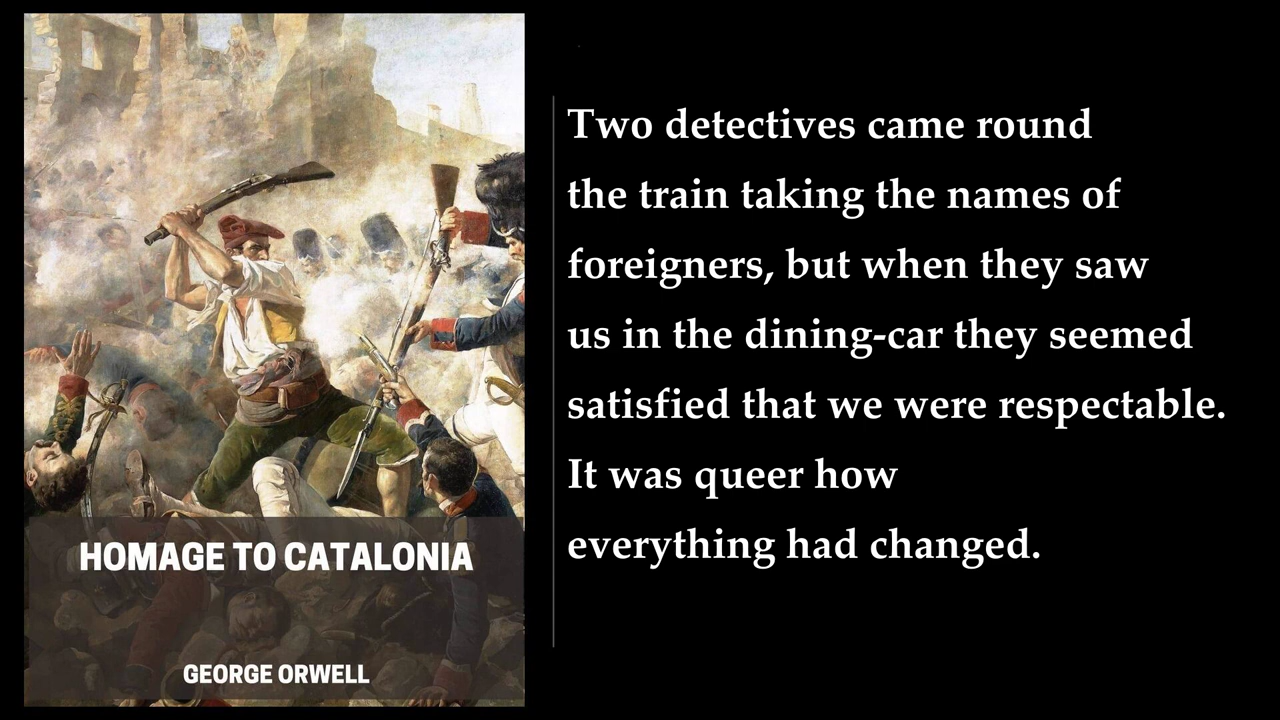 HOMAGE TO CATALONIA
GEORGE ORWELL
Two detectives came round
the train taking the names of
foreigners, but when they saw
us in the dining-car they seemed
satisfied that we were respectable.
It was queer how
everything had changed.